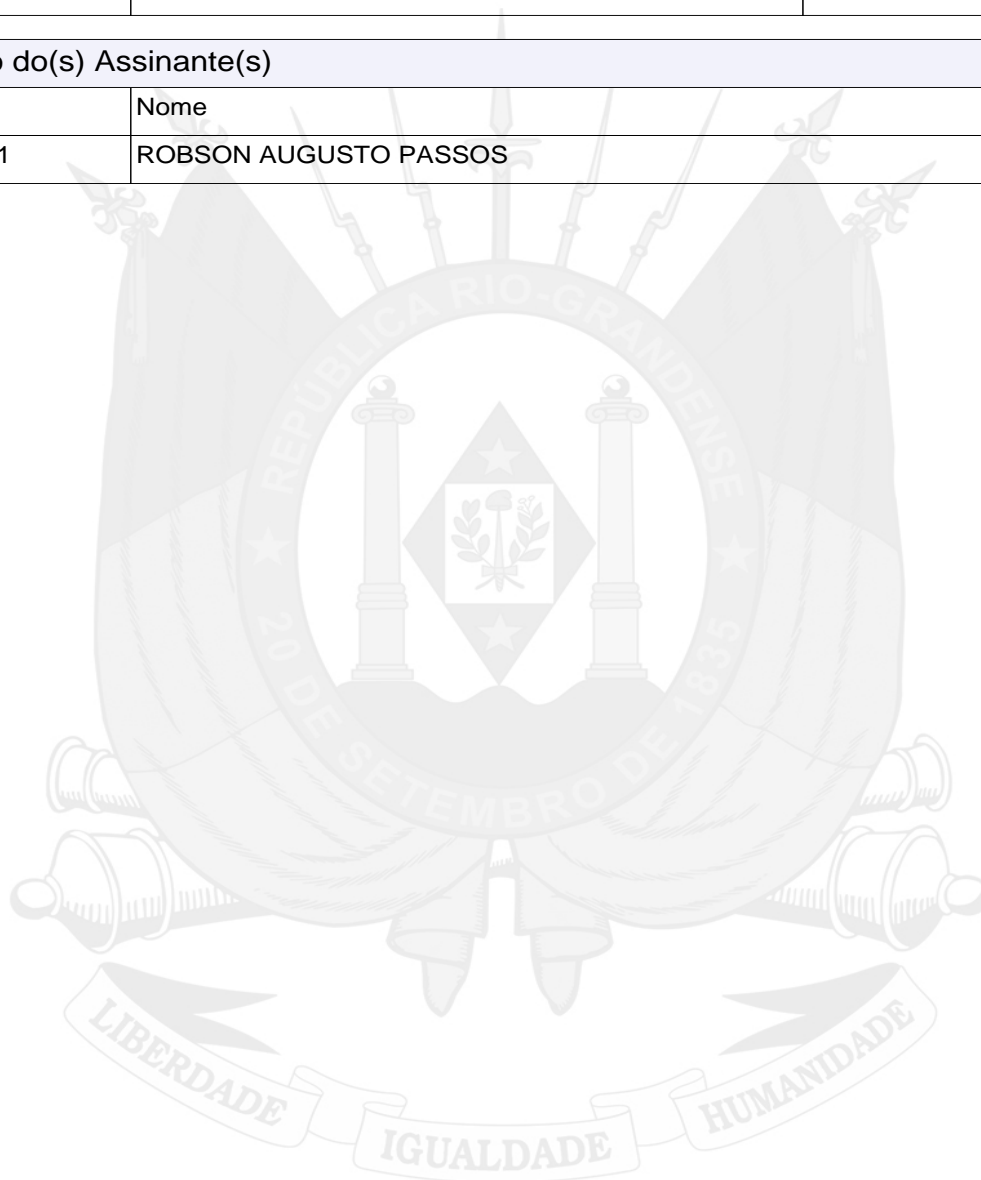 o do(s) Assinante(s)
Nome
1 ROBSON AUGUSTO PASSOS
REPÚBLICA RIO-GRANDENSE
★ 20 DE SETEMBRO DE 1835 ★
LIBERDADE
IGUALDADE
HUMANIDADE